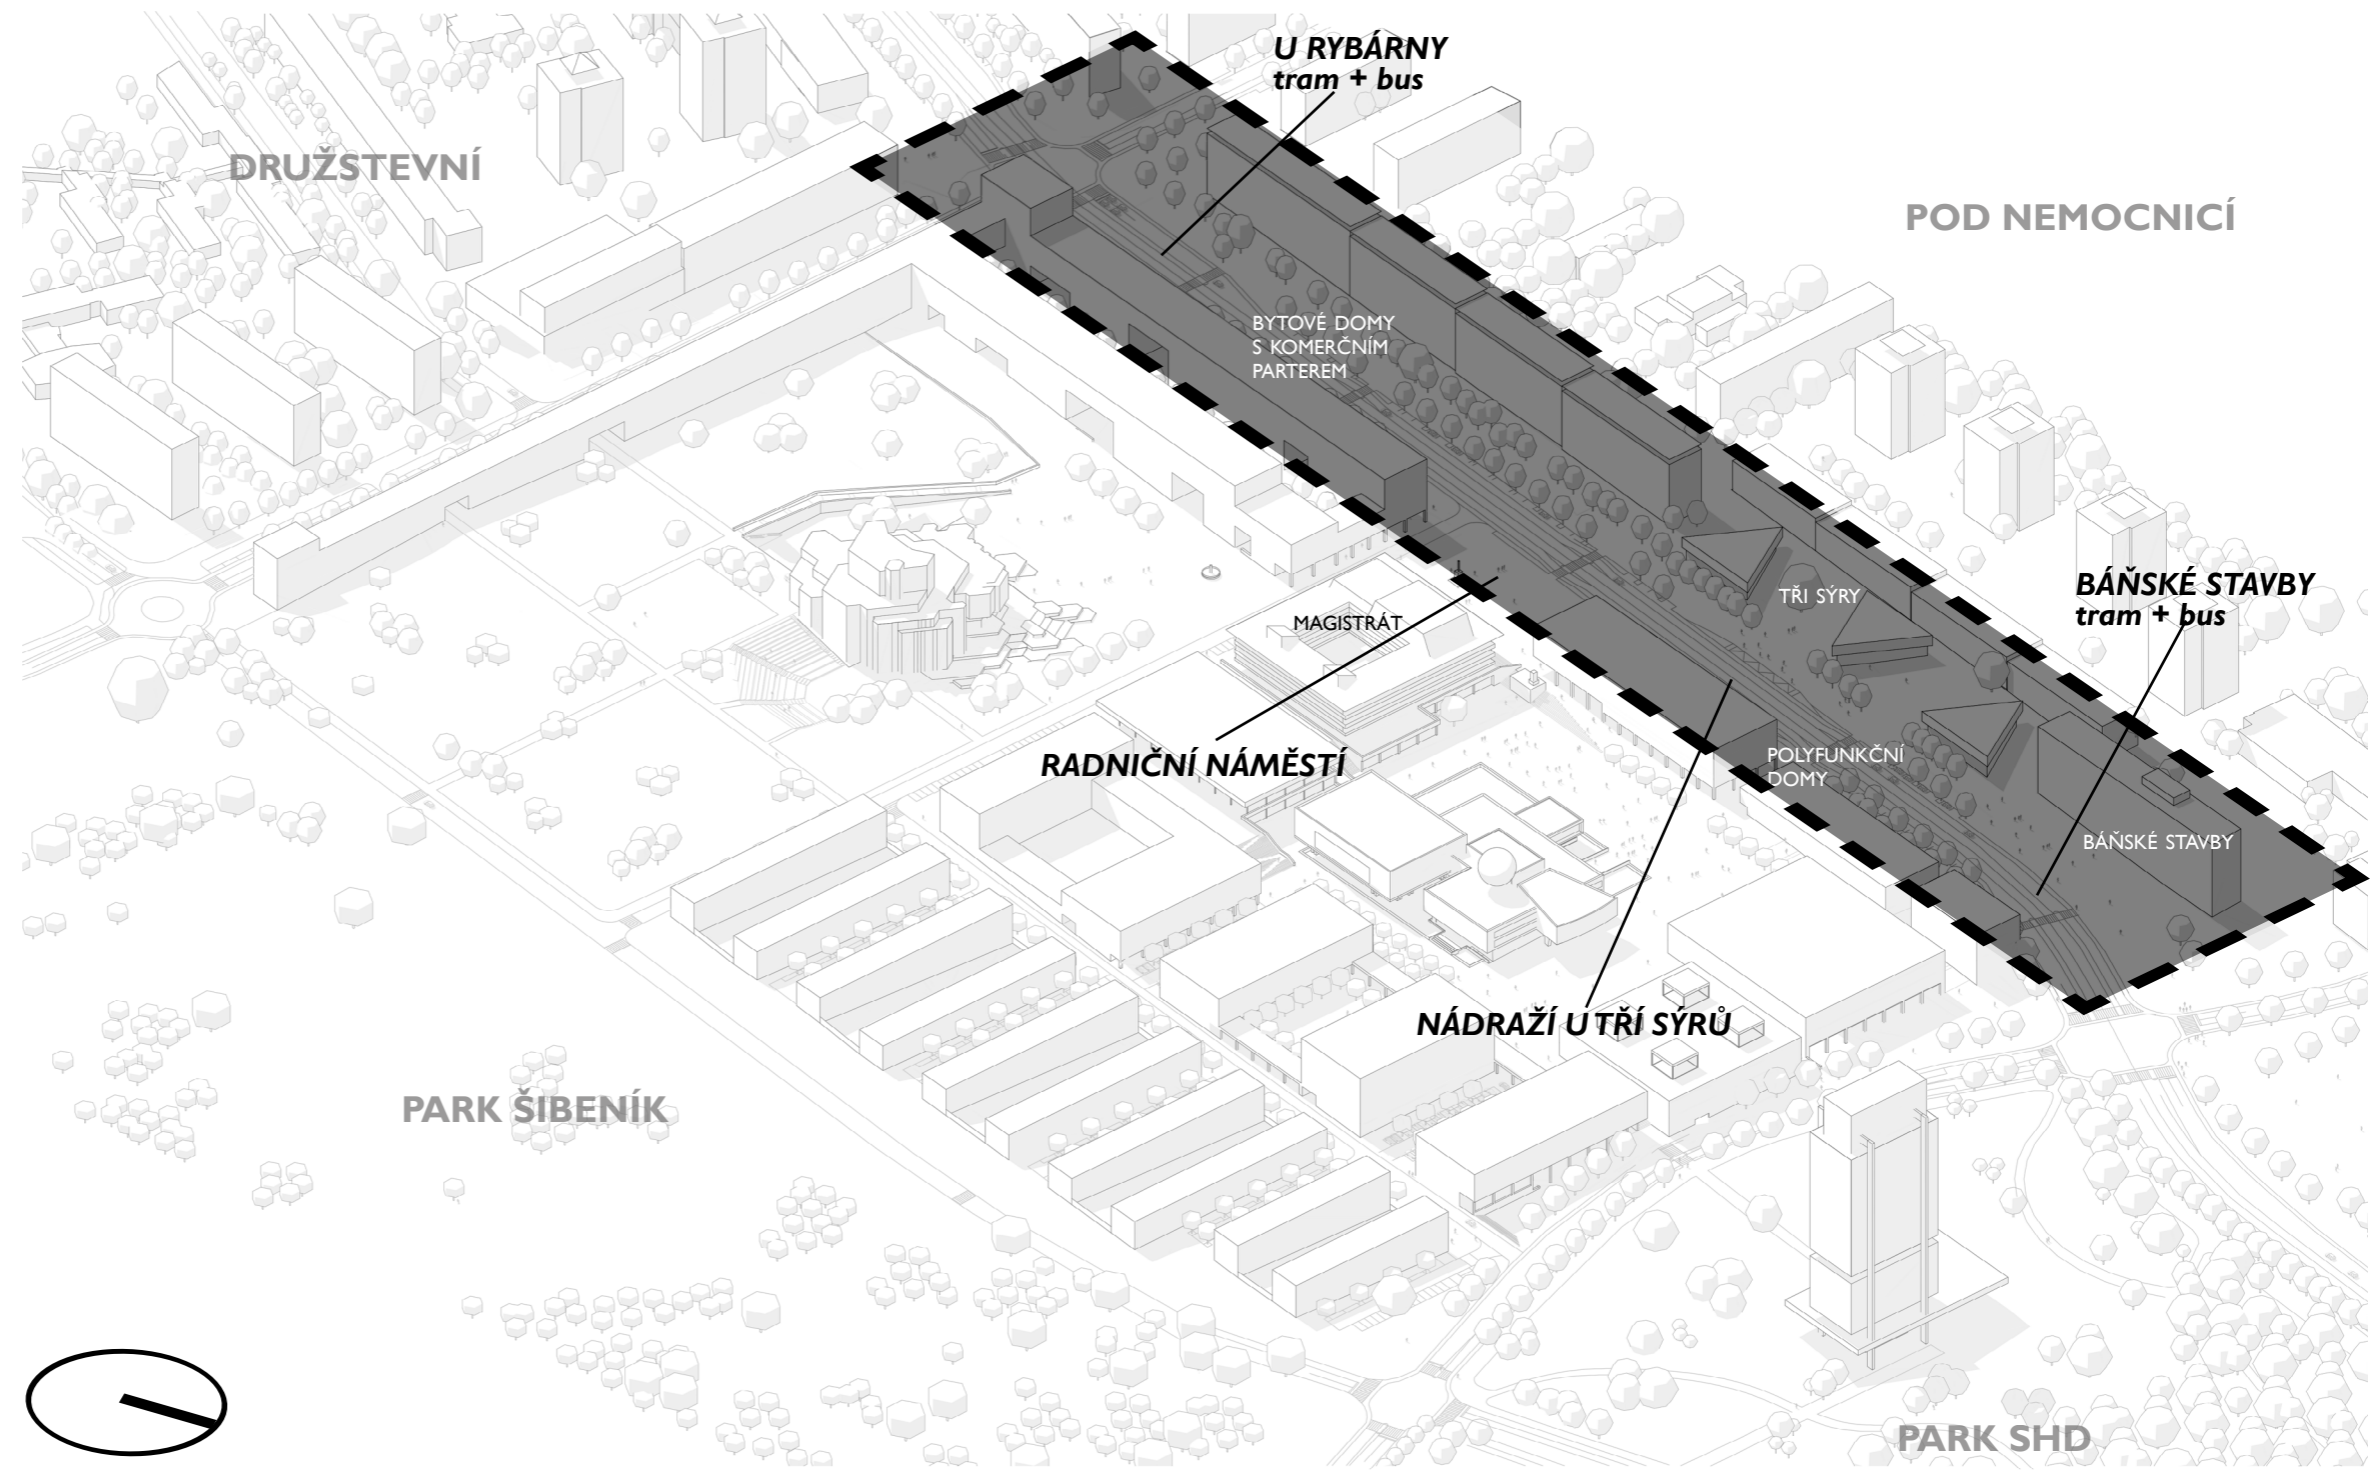 U RYBÁRNY
tram + bus
DRUŽSTEVNÍ
POD NEMOCNICÍ
BYTOVÉ DOMY
S KOMERČNÍM
PARTEREM
BÁŇSKÉ STAVBY
tram + bus
TŘI SÝRY
MAGISTRÁT
RADNIČNÍ NÁMĚSTÍ
POLYFUNKČNÍ
DOMY
BÁŇSKÉ STAVBY
NÁDRAŽÍ U TŘÍ SÝRŮ
PARK ŠIBENÍK
PARK SHD